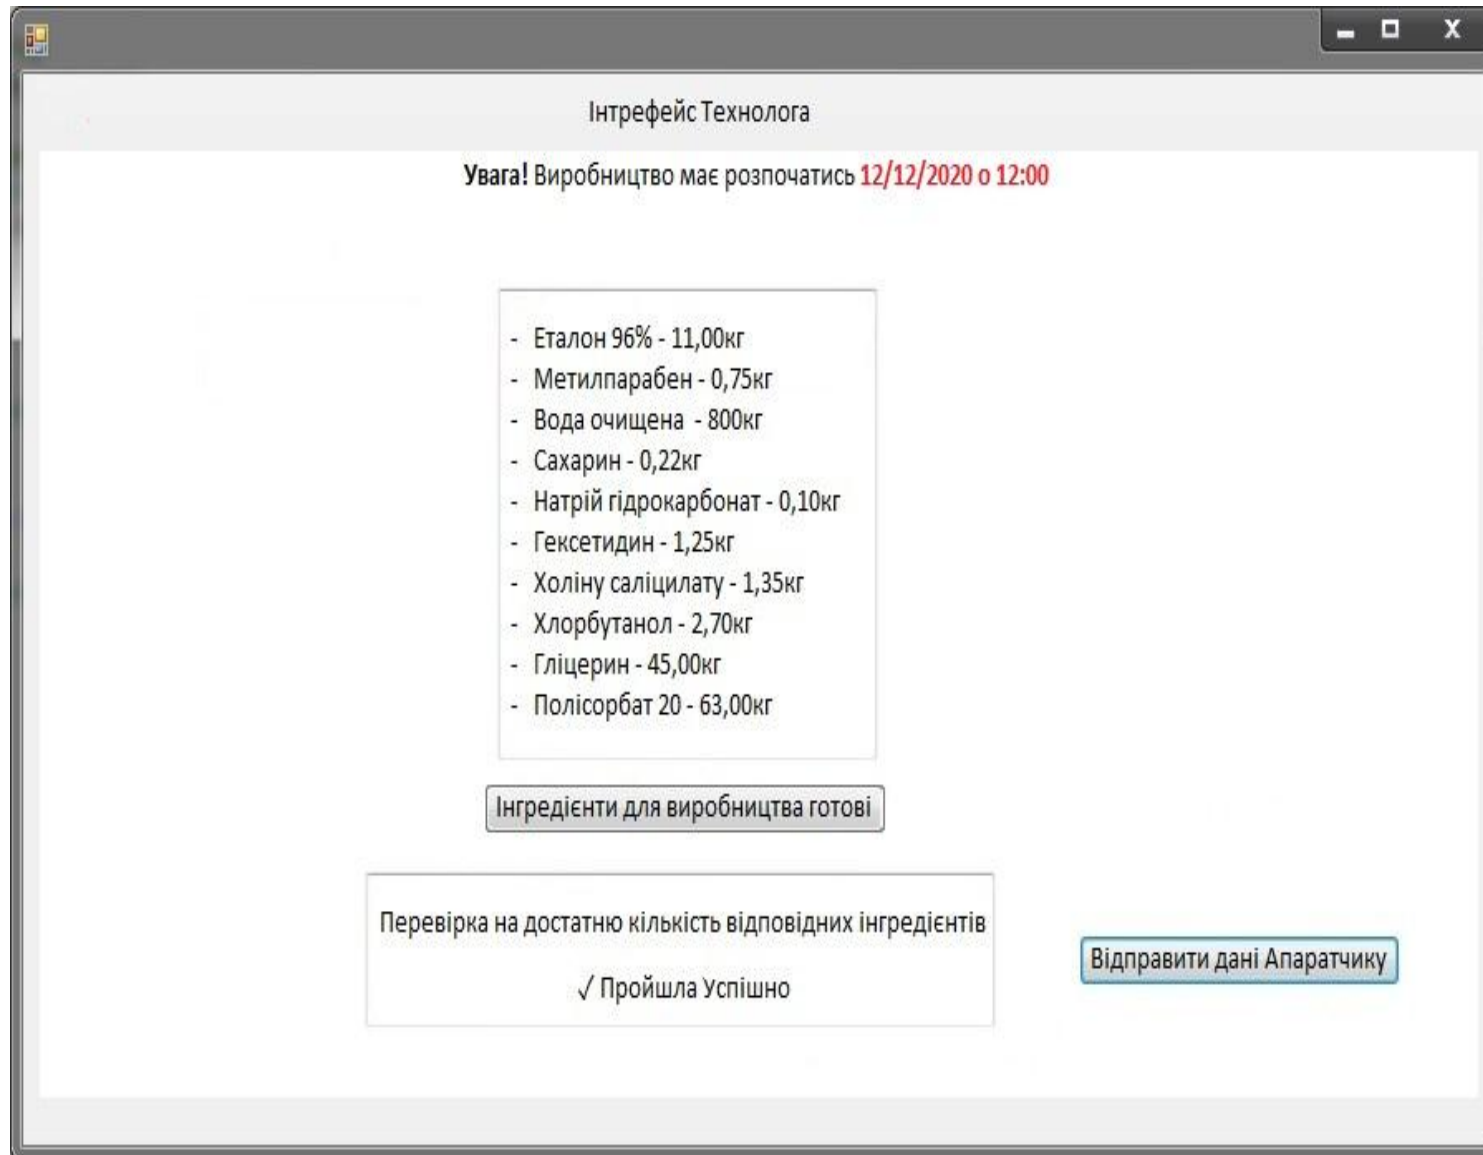 Інтрефейс Технолога
Увага! Виробництво має розпочатись 12/12/2020 о 12:00
- Еталон 96% - 11,00кг
- Метилпарабен - 0,75кг
- Вода очищена - 800кг
- Сахарин - 0,22кг
- Натрій гідрокарбонат - 0,10кг
- Гексетидин - 1,25кг
- Холіну саліцилату - 1,35кг
- Хлорбутанол - 2,70кг
- Гліцерин - 45,00кг
- Полісорбат 20 - 63,00кг
Інгредієнти для виробництва готові
Перевірка на достатню кількість відповідних інгредієнтів
√ Пройшла Успішно
Відправити дані Апаратчику